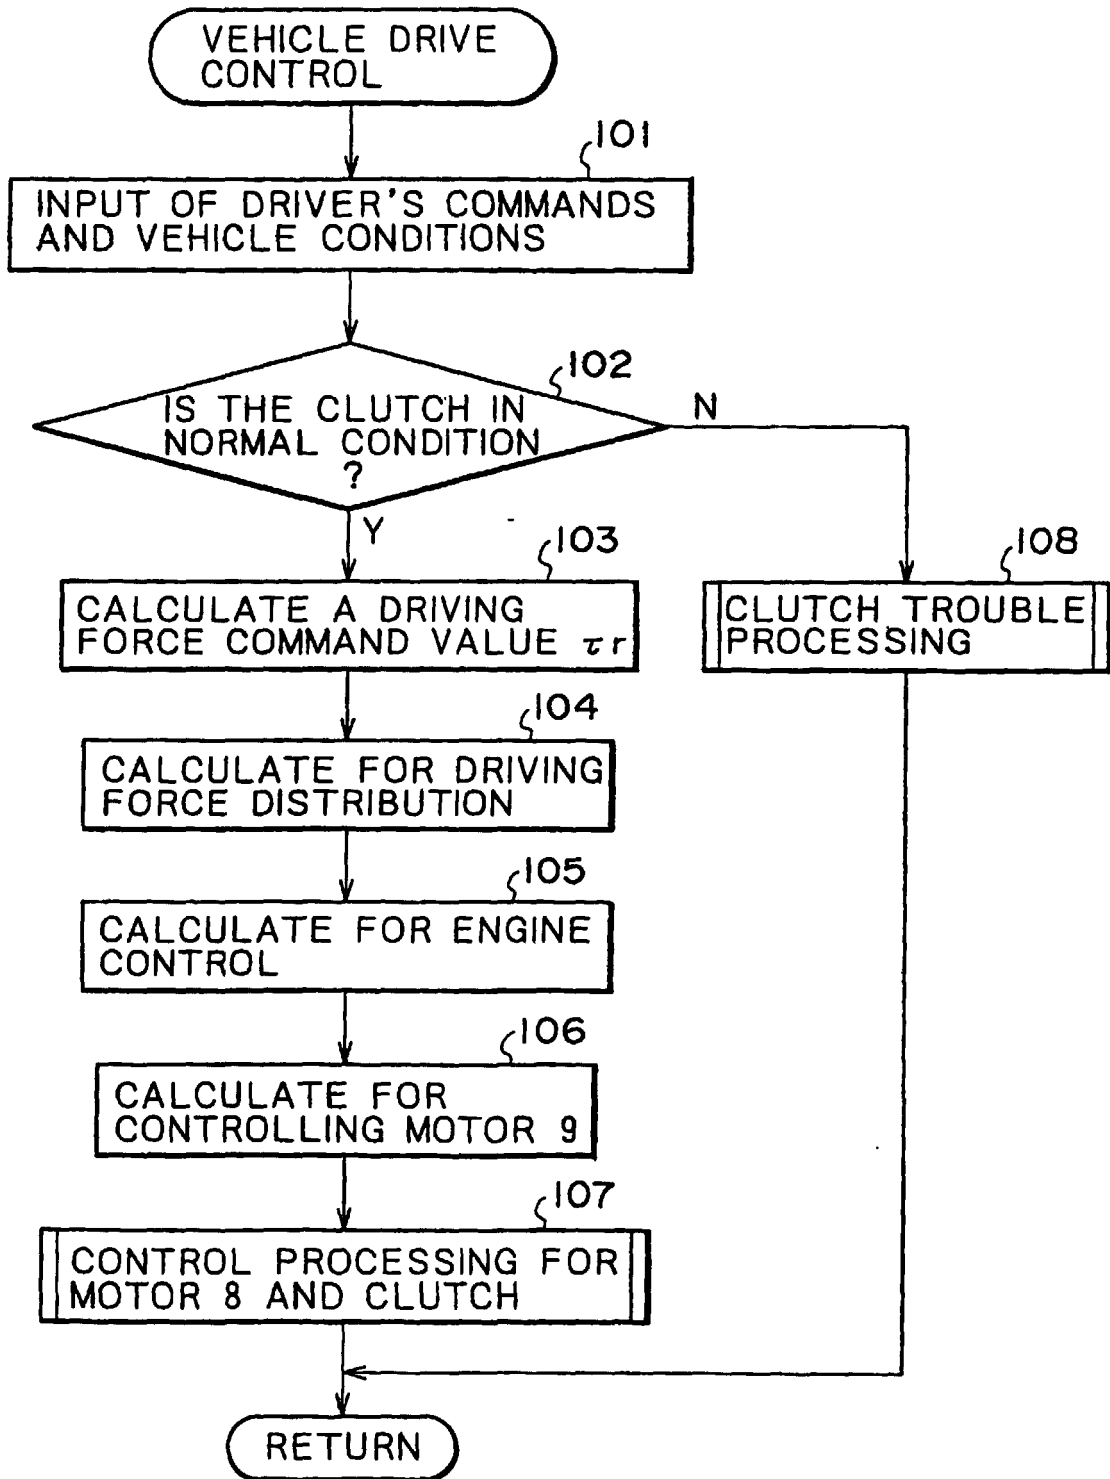 VEHICLE DRIVE
CONTROL
101
INPUT OF DRIVER'S COMMANDS
AND VEHICLE CONDITIONS
102
IS THE CLUTCH IN
NORMAL CONDITION
?
N
Y
103
CALCULATE A DRIVING
FORCE COMMAND VALUE τr
108
CLUTCH TROUBLE
PROCESSING
104
CALCULATE FOR DRIVING
FORCE DISTRIBUTION
105
CALCULATE FOR ENGINE
CONTROL
106
CALCULATE FOR
CONTROLLING MOTOR 9
107
CONTROL PROCESSING FOR
MOTOR 8 AND CLUTCH
RETURN